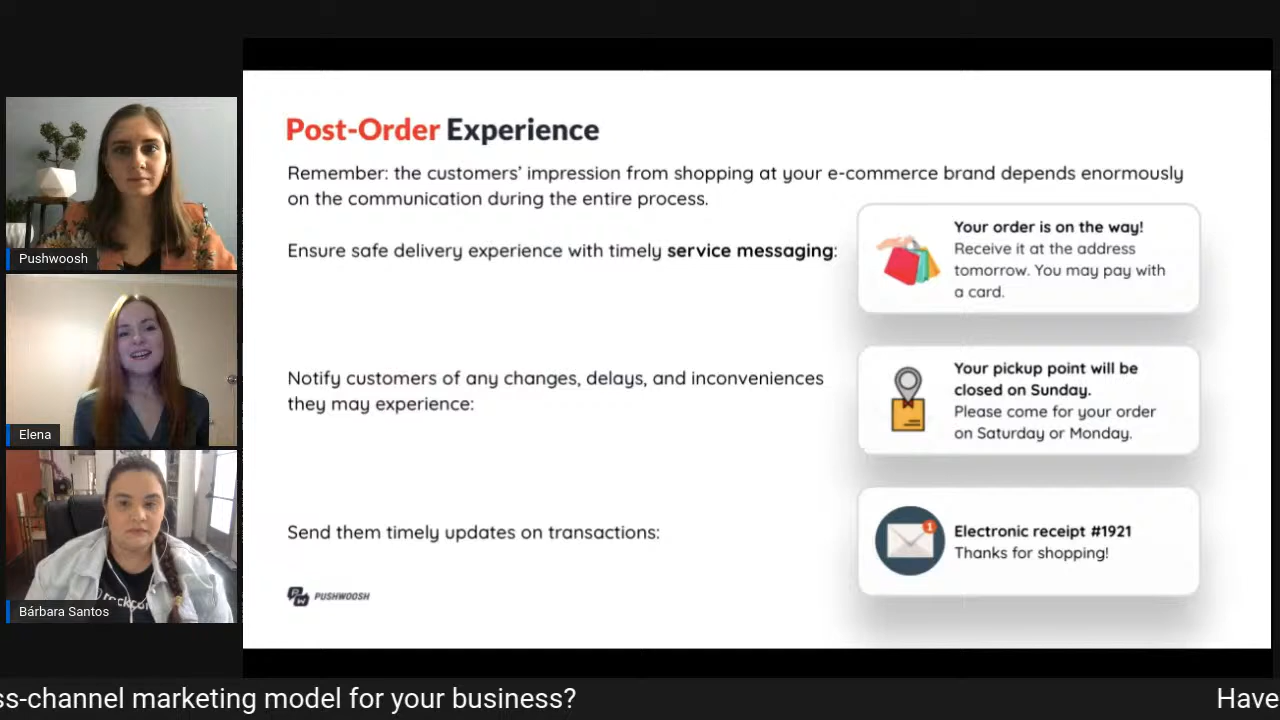 Post-Order Experience
Remember: the customers’ impression from shopping at your e-commerce brand depends enormously
on the communication during the entire process.
Ensure safe delivery experience with timely service messaging:
Your order is on the way!
Receive it at the address
tomorrow. You may pay with
a card.
Notify customers of any changes, delays, and inconveniences
they may experience:
Your pickup point will be
closed on Sunday.
Please come for your order
on Saturday or Monday.
Send them timely updates on transactions:
1
Electronic receipt #1921
Thanks for shopping!
PUSHWOOSH
Pushwoosh
Elena
Bárbara Santos
ss-channel marketing model for your business?
Have